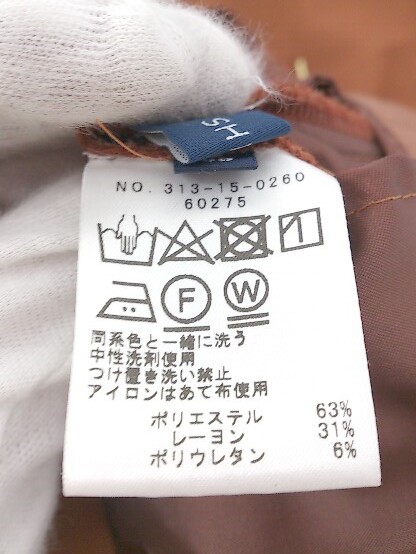 SH
NO. 313-15-0260
60275
F
W
同系色と一緒に洗う
中性洗剤使用
つけ置き洗い禁止
アイロンはあて布使用
ポリエステル 63%
レーヨン 31%
ポリウレタン 6%